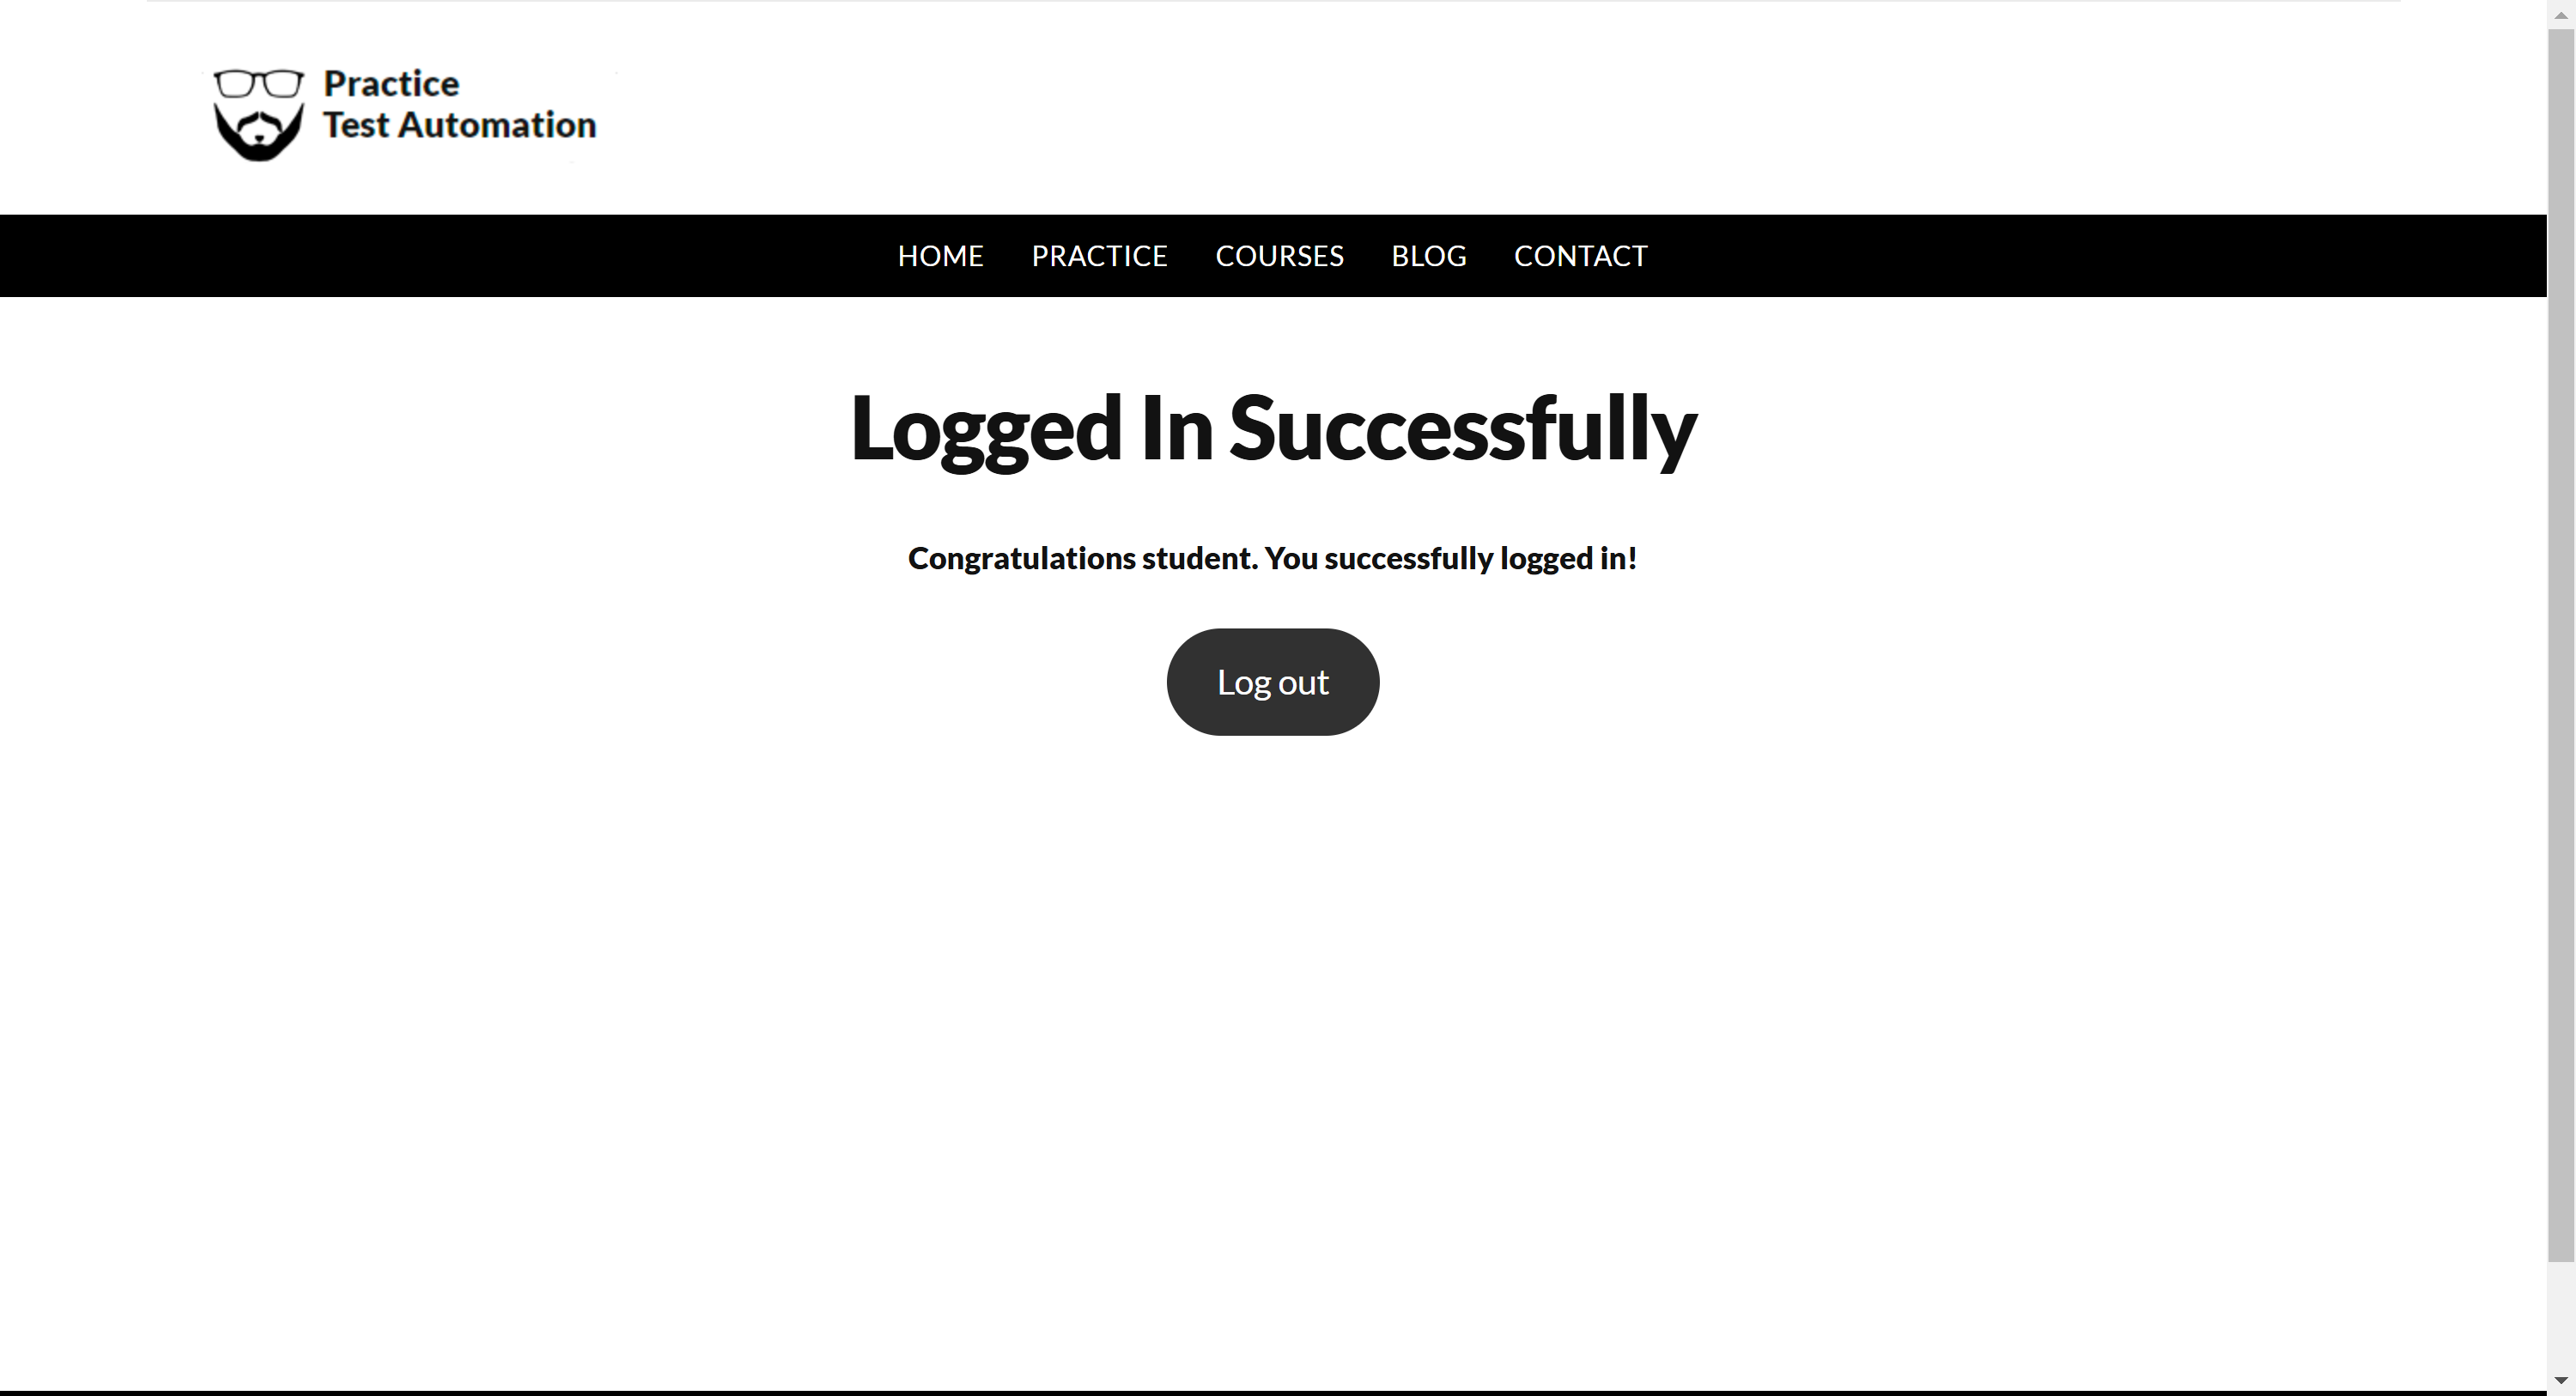 Practice
Test Automation
HOME PRACTICE COURSES BLOG CONTACT
Logged In Successfully
Congratulations student. You successfully logged in!
Log out